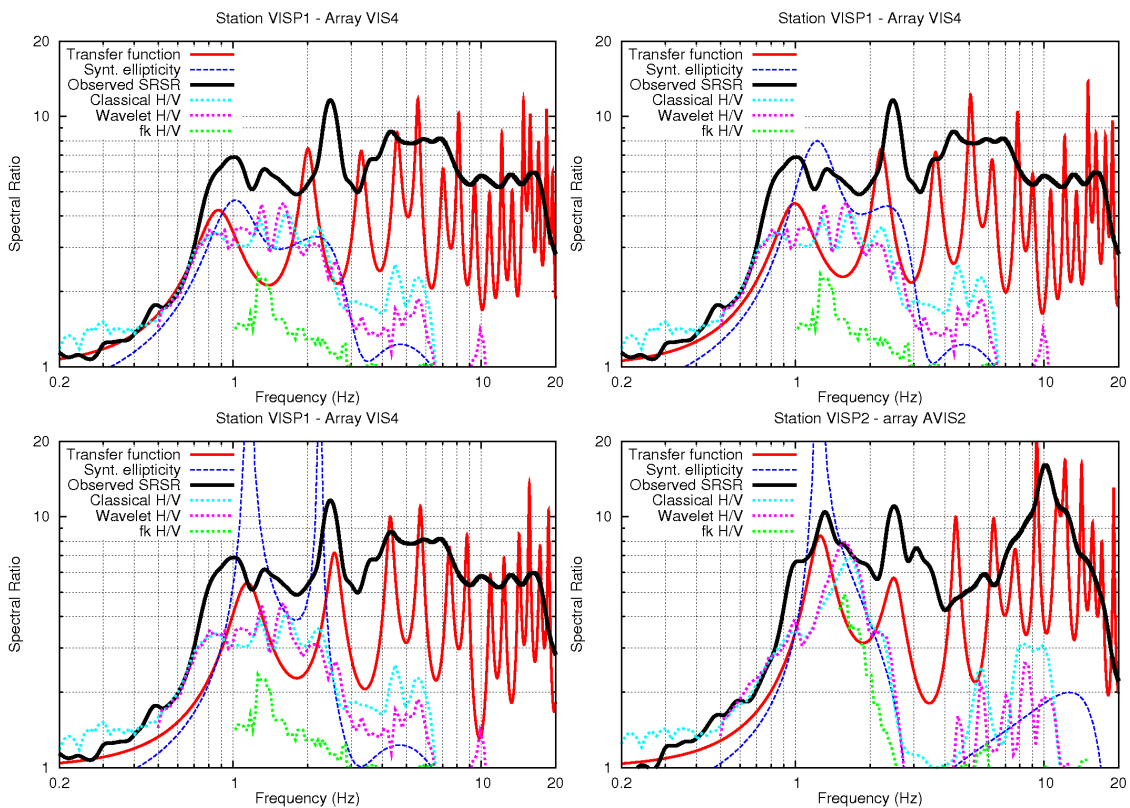 Station VISP1 - Array VIS4
20
10
1
Spectral Ratio
Transfer function
Synt. ellipticity
Observed SRSR
Classical H/V
Wavelet H/V
fk H/V
0.2
1
10
20
Frequency (Hz)
Station VISP1 - Array VIS4
20
10
1
Spectral Ratio
Transfer function
Synt. ellipticity
Observed SRSR
Classical H/V
Wavelet H/V
fk H/V
0.2
1
10
20
Frequency (Hz)
Station VISP1 - Array VIS4
20
10
1
Spectral Ratio
Transfer function
Synt. ellipticity
Observed SRSR
Classical H/V
Wavelet H/V
fk H/V
0.2
1
10
20
Frequency (Hz)
Station VISP2 - array AVIS2
20
10
1
Spectral Ratio
Transfer function
Synt. ellipticity
Observed SRSR
Classical H/V
Wavelet H/V
fk H/V
0.2
1
10
20
Frequency (Hz)